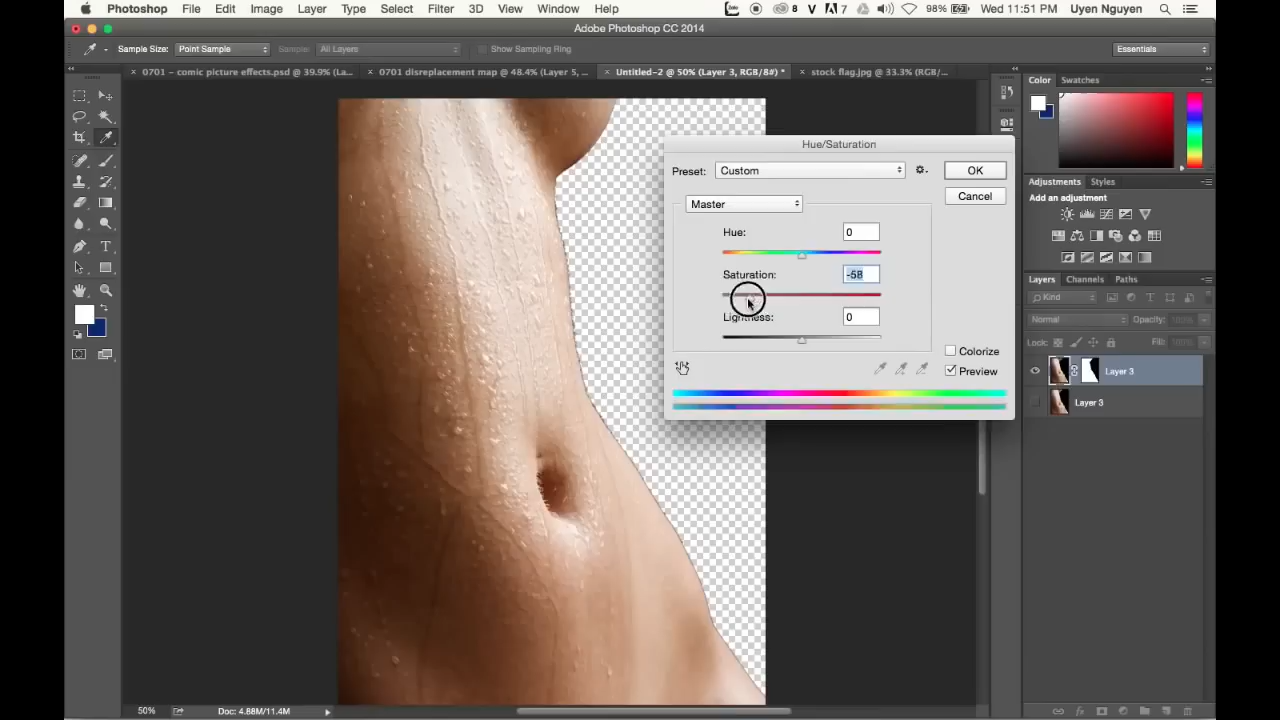 Photoshop File Edit Image Layer Type Select Filter 3D View Window Help 8 V 7 98% Wed 11:51 PM Uyen Nguyen
Adobe Photoshop CC 2014
Sample Size: Point Sample Sample: All Layers Show Sampling Ring Essentials
× 0701 – comic picture effects.psd @ 39.9% (La... × 0701 disreplacement map @ 48.4% (Layer 5, ... × Untitled-2 @ 50% (Layer 3, RGB/8#) * × stock flag.jpg @ 33.3% (RGB/...
Color Swatches
Hue/Saturation
Preset: Custom OK
Cancel
Master
Hue: 0
Saturation: -58
Lightness: 0
Colorize
Preview
Adjustments Styles
Add an adjustment
Layers Channels Paths
Kind
Normal Opacity:
Lock: Fill:
Layer 3
Layer 3
50% Doc: 4.88M/11.4M